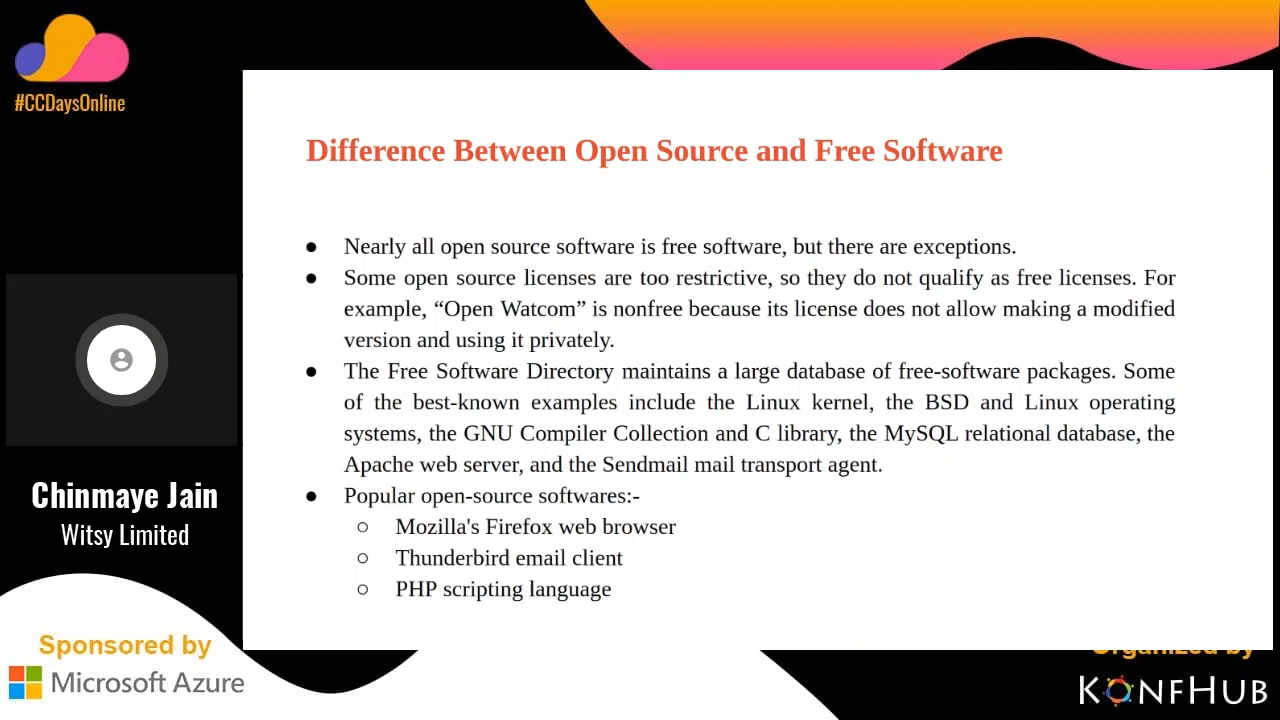 #CCDaysOnline
Difference Between Open Source and Free Software
● Nearly all open source software is free software, but there are exceptions.
● Some open source licenses are too restrictive, so they do not qualify as free licenses. For
example, “Open Watcom” is nonfree because its license does not allow making a modified
version and using it privately.
● The Free Software Directory maintains a large database of free-software packages. Some
of the best-known examples include the Linux kernel, the BSD and Linux operating
systems, the GNU Compiler Collection and C library, the MySQL relational database, the
Apache web server, and the Sendmail mail transport agent.
● Popular open-source softwares:-
○ Mozilla's Firefox web browser
○ Thunderbird email client
○ PHP scripting language
Chinmaye Jain
Witsy Limited
Sponsored by
Microsoft Azure
Organized by
KONFHUB